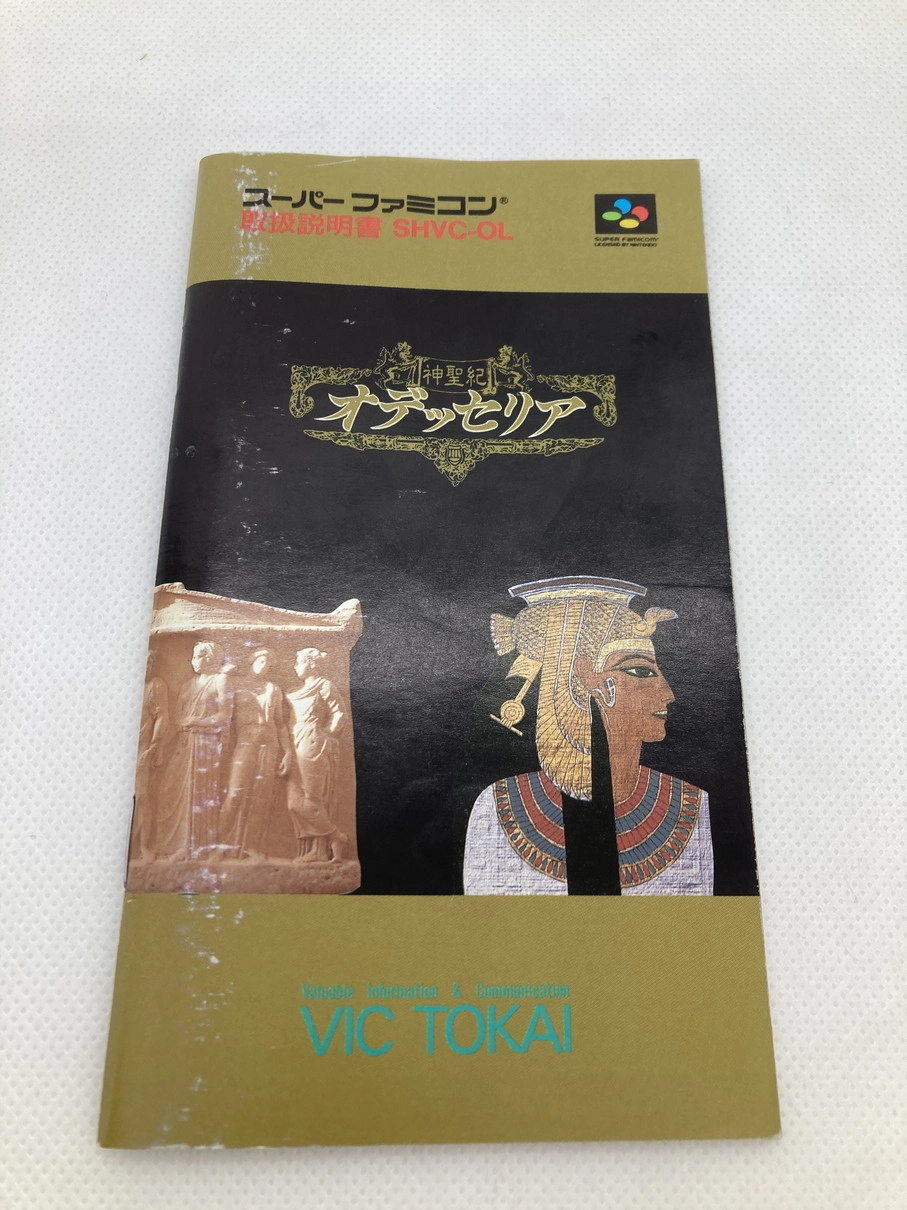 スーパーファミコン®
取扱説明書 SHVC-OL
SUPER FAMICOM
LICENSED BY NINTENDO
神聖紀
オデッセリア
Valuable Information & Communication
VIC TOKAI